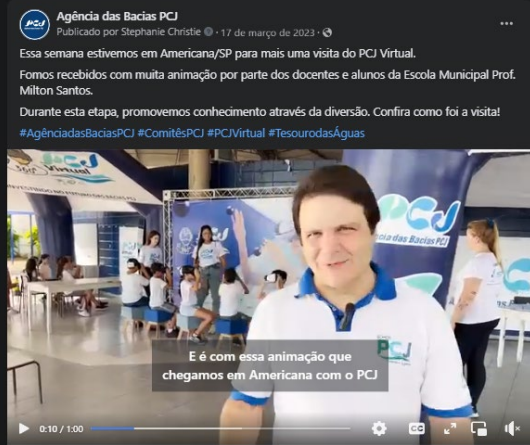 Agência das Bacias PCJ
Publicado por Stephanie Christie · 17 de março de 2023 ·
Essa semana estivemos em Americana/SP para mais uma visita do PCJ Virtual.
Fomos recebidos com muita animação por parte dos docentes e alunos da Escola Municipal Prof.
Milton Santos.
Durante esta etapa, promovemos conhecimento através da diversão. Confira como foi a visita!
#AgênciadasBaciasPCJ #ComitêsPCJ #PCJVirtual #TesourodasÁguas
PCJ
Virtual
PCJ
Agência das Bacias PCJ
PCJ
E é com essa animação que
chegamos em Americana com o PCJ
0:10 / 1:00
CC